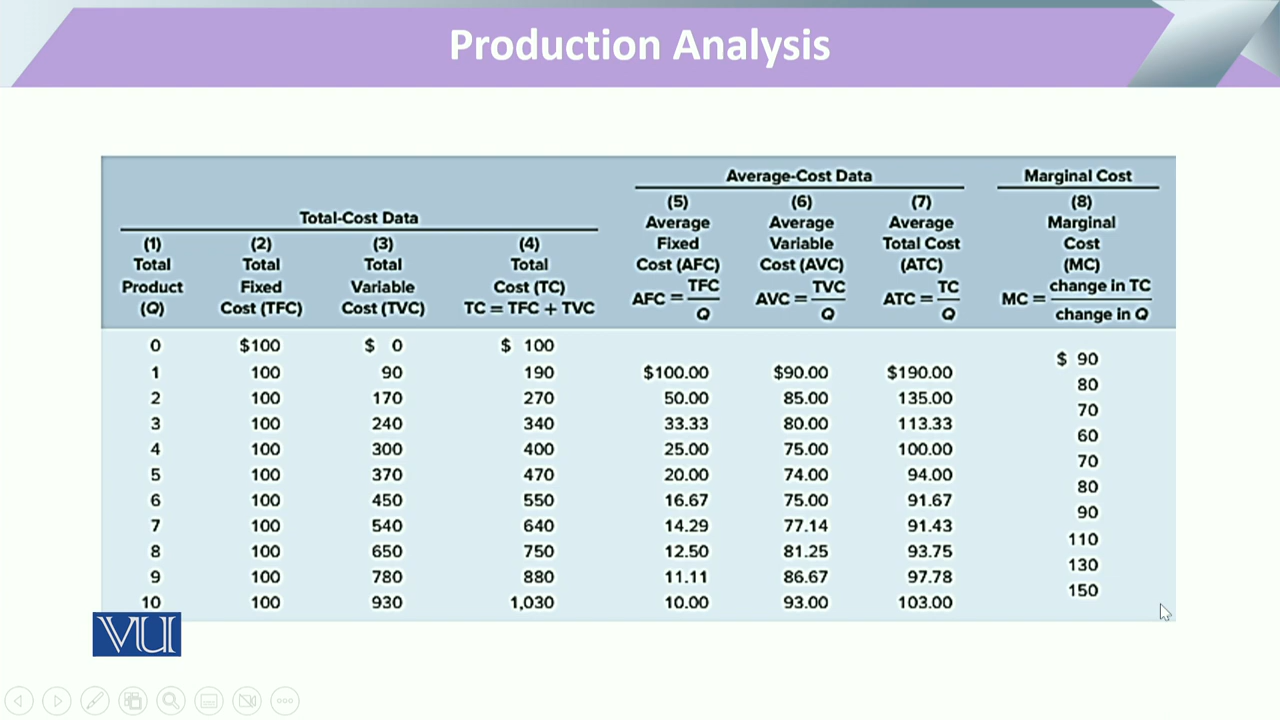 Production Analysis
Average-Cost Data Marginal Cost
Total-Cost Data
(1) (2) (3) (4) (5) (6) (7) (8)
Total Total Total Total Average Average Average Marginal
Product Fixed Variable Cost (TC) Fixed Variable Total Cost Cost
(Q) Cost (TFC) Cost (TVC) TC = TFC + TVC Cost (AFC) Cost (AVC) (ATC) (MC)
AFC = TFC / Q AVC = TVC / Q ATC = TC / Q MC = change in TC / change in Q
0 $100 $ 0 $ 100
$ 90
1 100 90 190 $100.00 $90.00 $190.00
80
2 100 170 270 50.00 85.00 135.00
70
3 100 240 340 33.33 80.00 113.33
60
4 100 300 400 25.00 75.00 100.00
70
5 100 370 470 20.00 74.00 94.00
80
6 100 450 550 16.67 75.00 91.67
90
7 100 540 640 14.29 77.14 91.43
110
8 100 650 750 12.50 81.25 93.75
130
9 100 780 880 11.11 86.67 97.78
150
10 100 930 1,030 10.00 93.00 103.00
VU